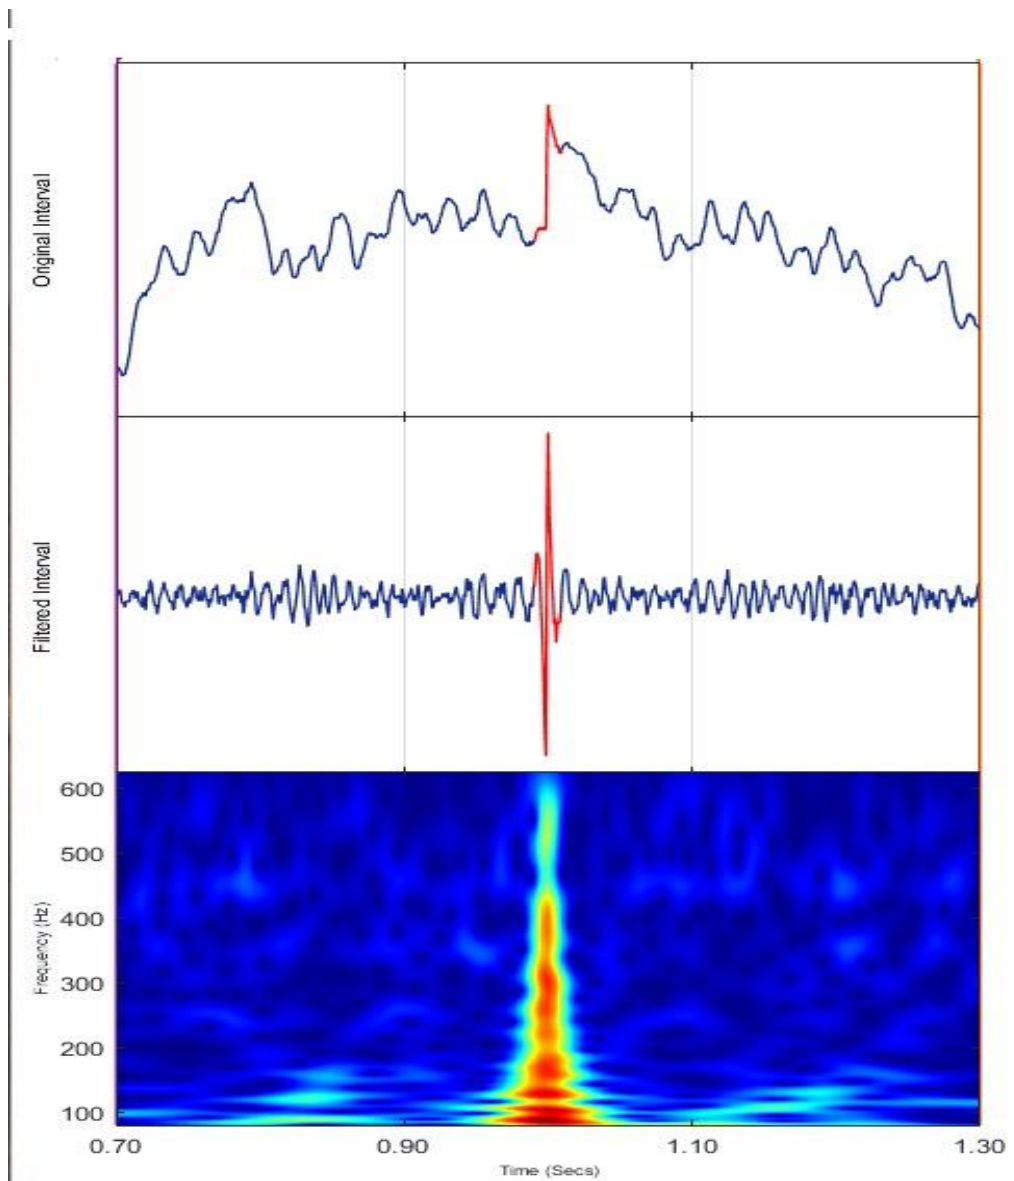 Original Interval
Filtered Interval
Frequency (Hz)
600
500
400
300
200
100
0.70
0.90
1.10
1.30
Time (Secs)